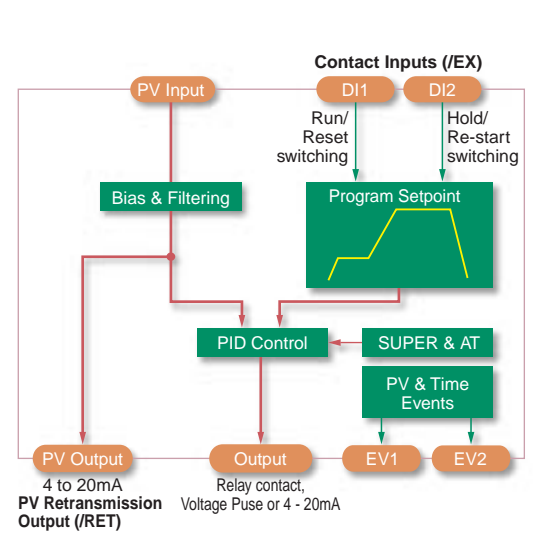 Contact Inputs (/EX)
PV Input
DI1
DI2
Run/
Reset
switching
Hold/
Re-start
switching
Bias & Filtering
Program Setpoint
PID Control
SUPER & AT
PV & Time
Events
PV Output
Output
EV1
EV2
4 to 20mA
PV Retransmission
Output (/RET)
Relay contact,
Voltage Puse or 4 - 20mA